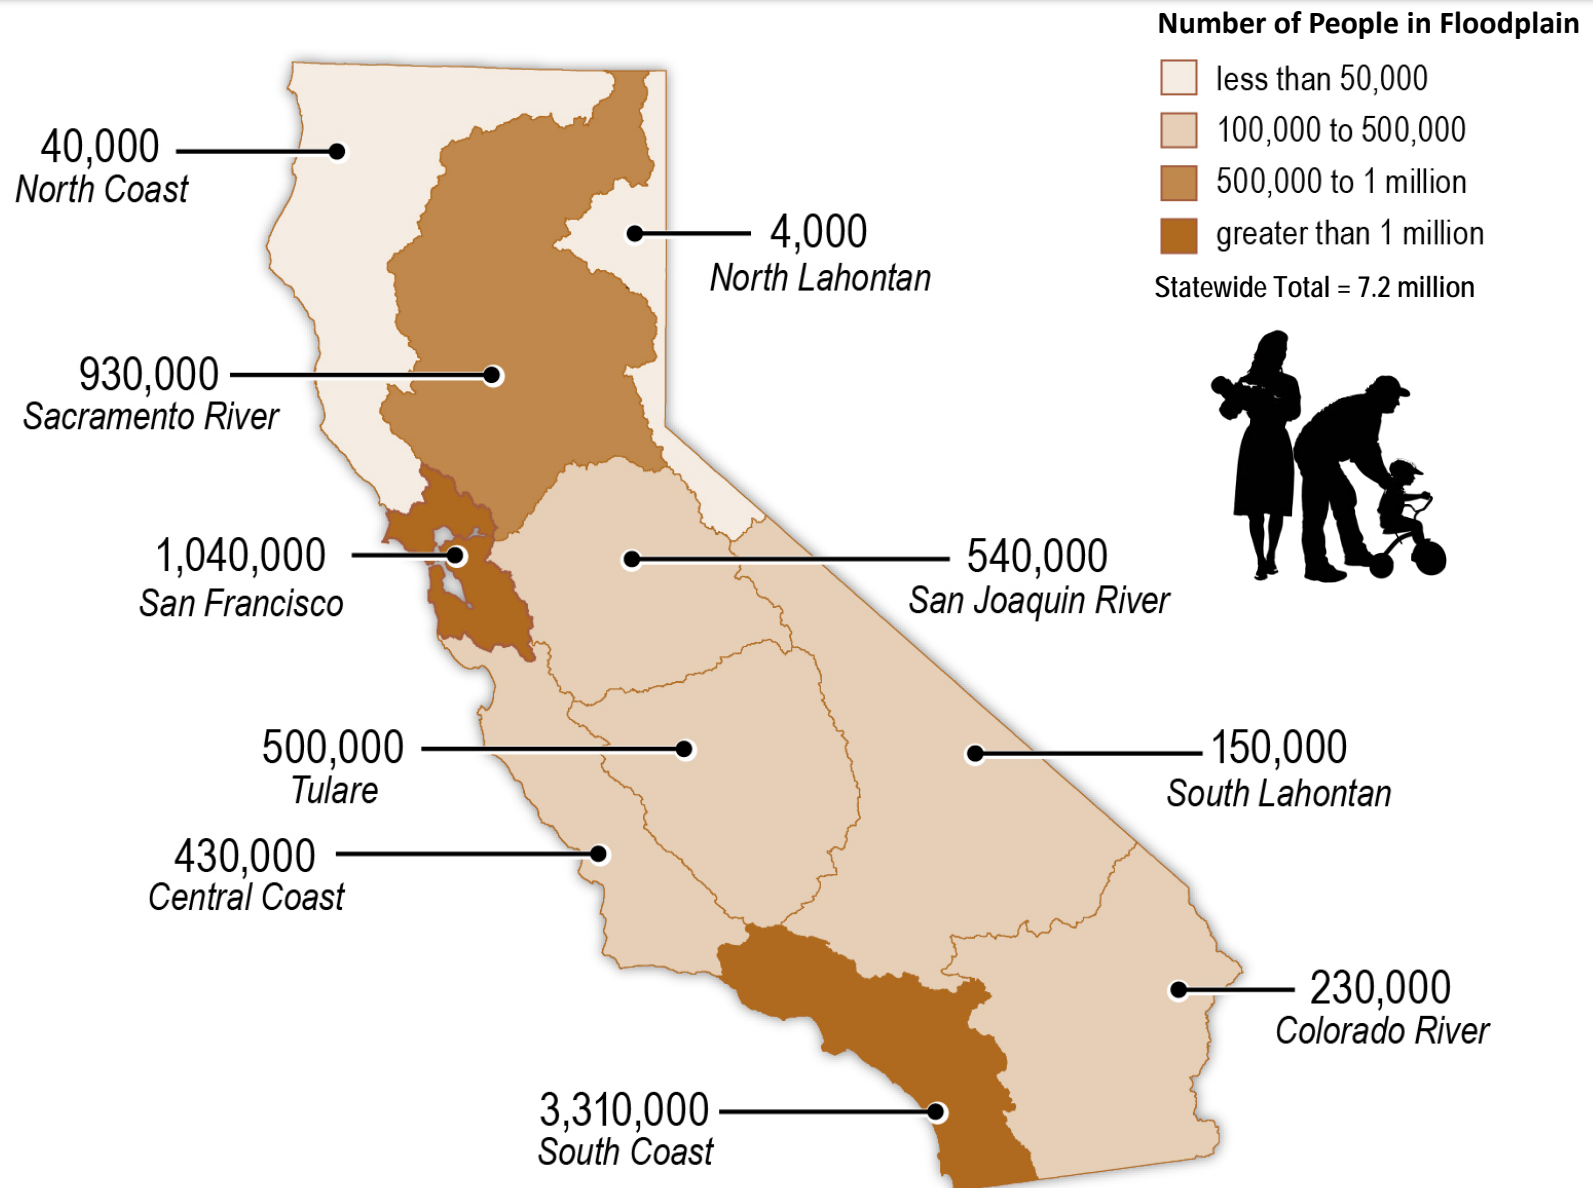 Number of People in Floodplain
less than 50,000
100,000 to 500,000
500,000 to 1 million
greater than 1 million
Statewide Total = 7.2 million
40,000
North Coast
4,000
North Lahontan
930,000
Sacramento River
1,040,000
San Francisco
540,000
San Joaquin River
500,000
Tulare
150,000
South Lahontan
430,000
Central Coast
230,000
Colorado River
3,310,000
South Coast